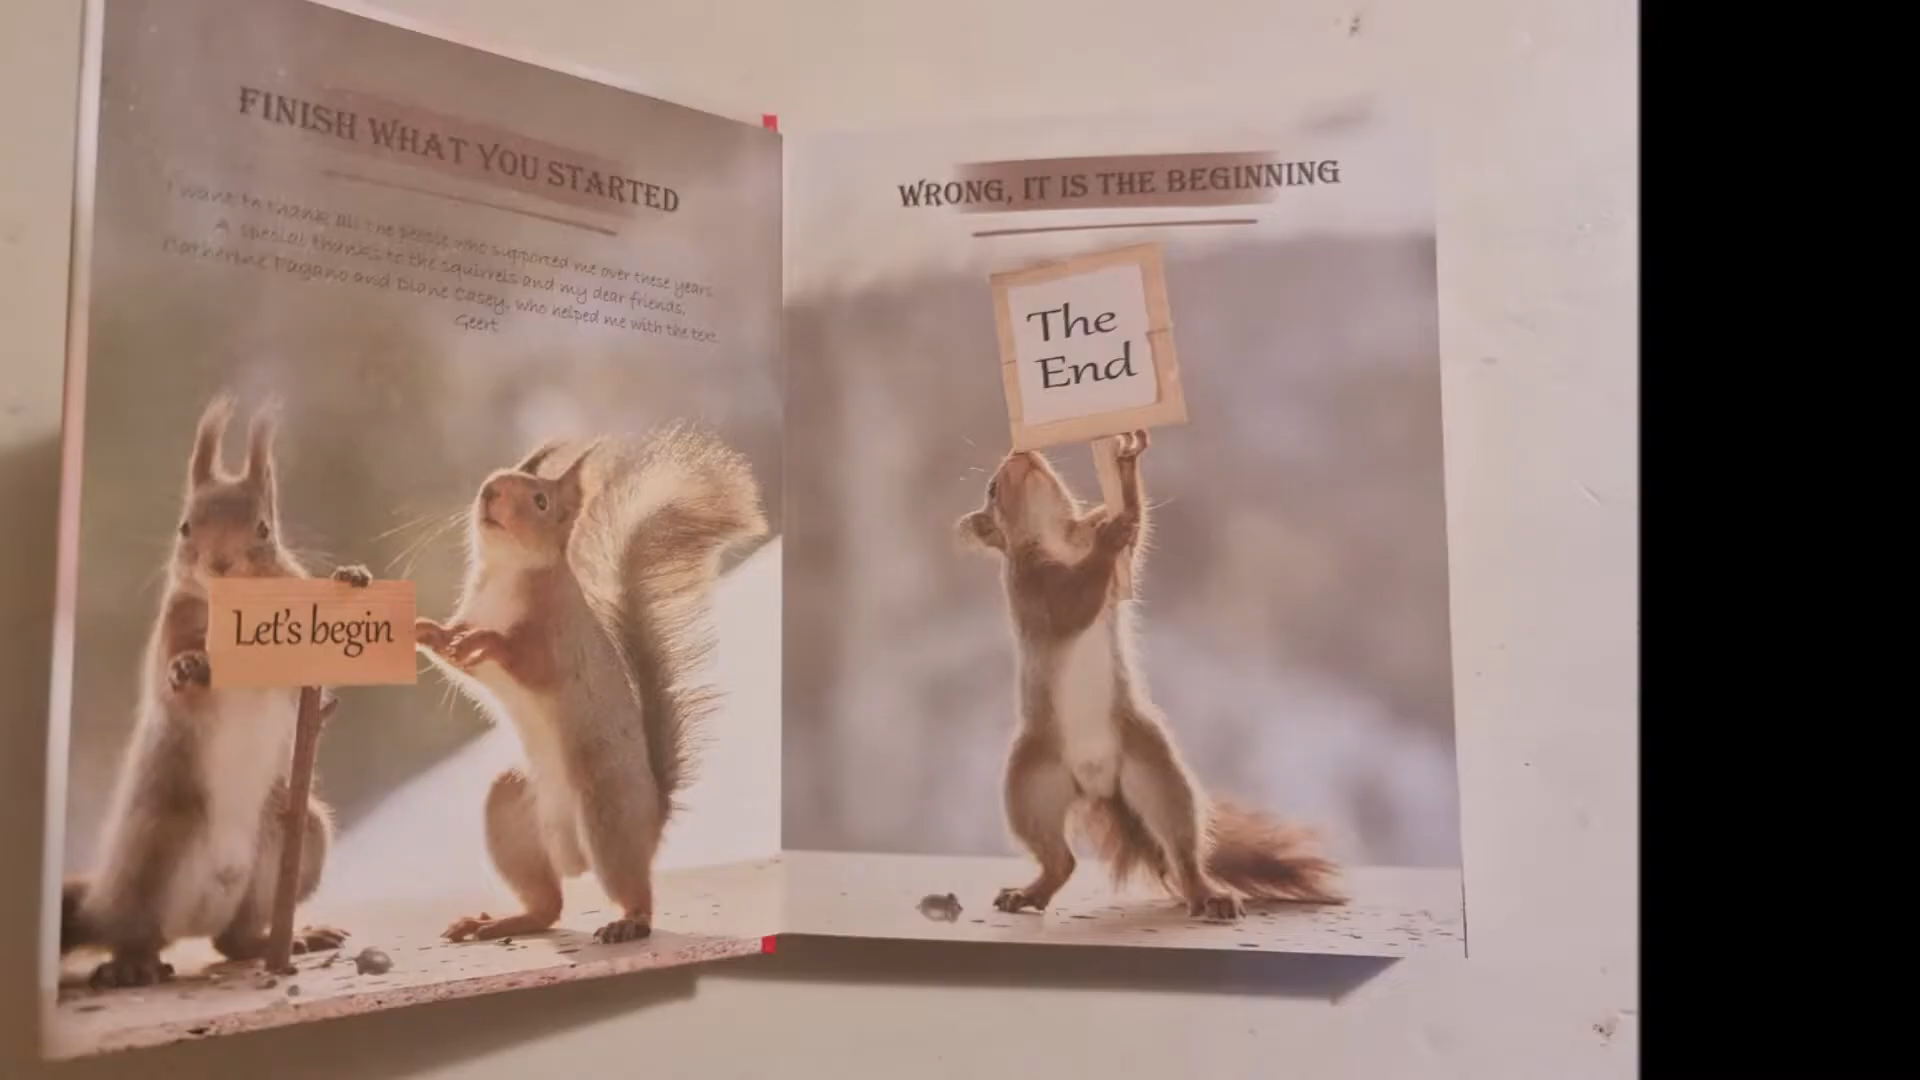 FINISH WHAT YOU STARTED
I want to thank all the people who supported me over these years.
A special thanks to the squirrels and my dear friends,
Katherine Pagano and Diane Casey, who helped me with the text.
Geert
Let's begin
WRONG, IT IS THE BEGINNING
The
End